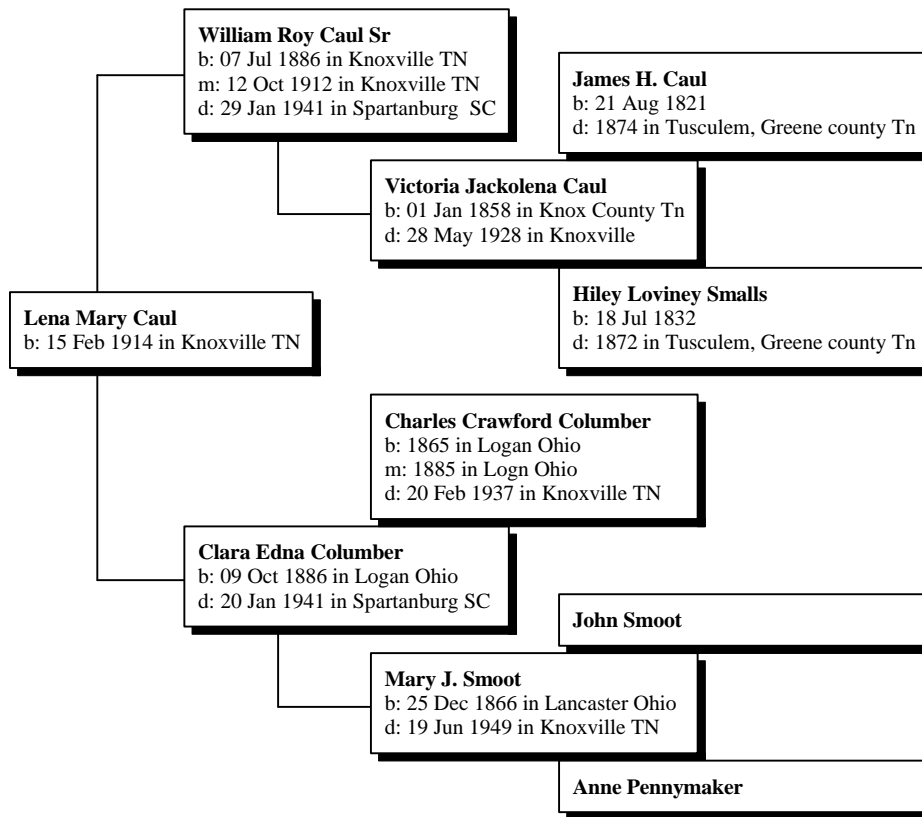 William Roy Caul Sr
b: 07 Jul 1886 in Knoxville TN
m: 12 Oct 1912 in Knoxville TN
d: 29 Jan 1941 in Spartanburg  SC
James H. Caul
b: 21 Aug 1821
d: 1874 in Tusculem, Greene county Tn
Victoria Jackolena Caul
b: 01 Jan 1858 in Knox County Tn
d: 28 May 1928 in Knoxville
Hiley Loviney Smalls
b: 18 Jul 1832
d: 1872 in Tusculem, Greene county Tn
Lena Mary Caul
b: 15 Feb 1914 in Knoxville TN
Charles Crawford Columber
b: 1865 in Logan Ohio
m: 1885 in Logn Ohio
d: 20 Feb 1937 in Knoxville TN
Clara Edna Columber
b: 09 Oct 1886 in Logan Ohio
d: 20 Jan 1941 in Spartanburg SC
John Smoot
Mary J. Smoot
b: 25 Dec 1866 in Lancaster Ohio
d: 19 Jun 1949 in Knoxville TN
Anne Pennymaker